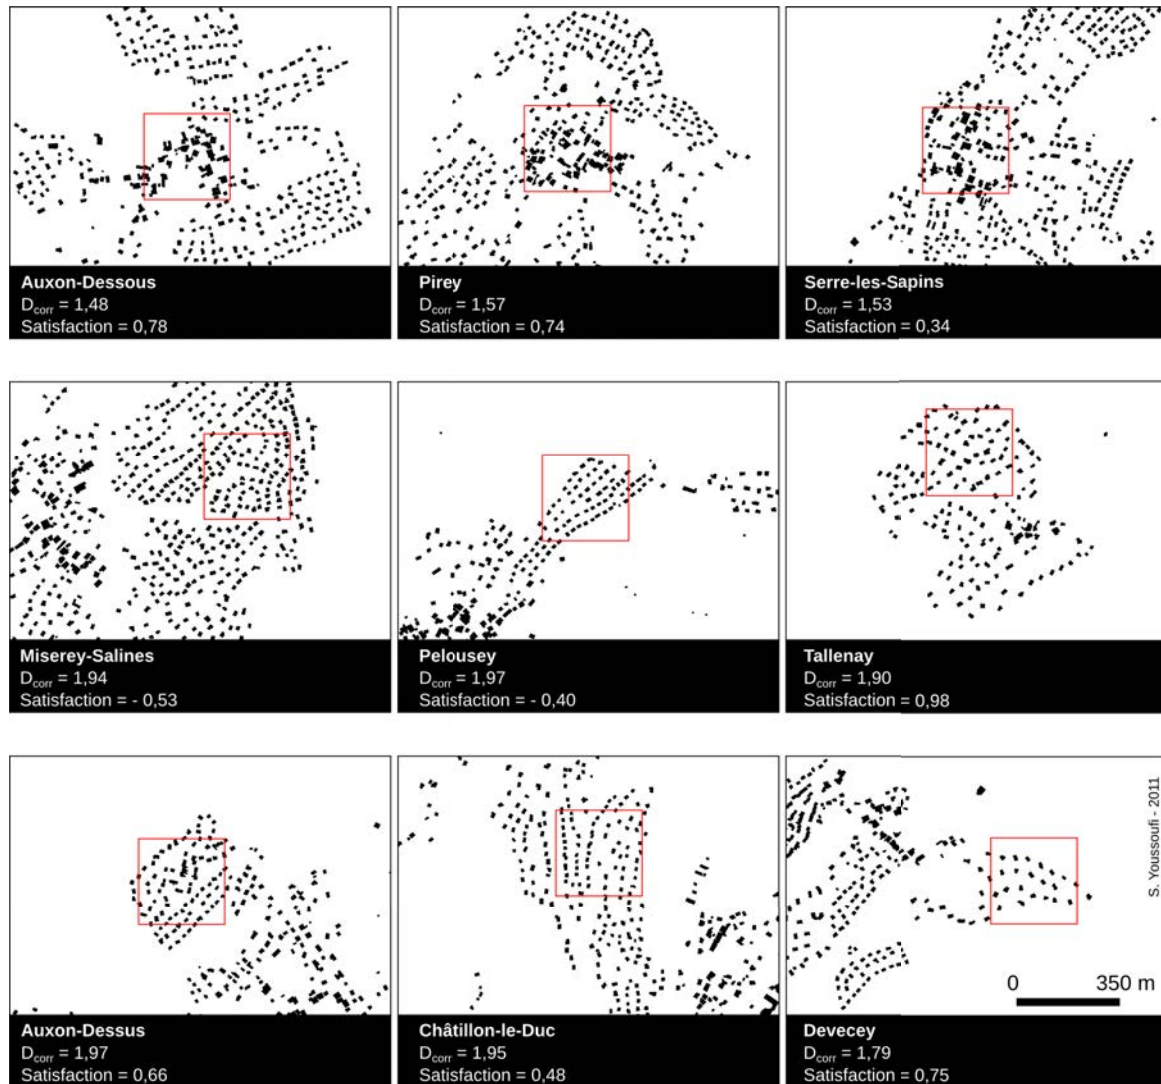 Auxon-Dessous
Dcorr = 1,48
Satisfaction = 0,78
Pirey
Dcorr = 1,57
Satisfaction = 0,74
Serre-les-Sapins
Dcorr = 1,53
Satisfaction = 0,34
Miserey-Salines
Dcorr = 1,94
Satisfaction = - 0,53
Pelousey
Dcorr = 1,97
Satisfaction = - 0,40
Tallenay
Dcorr = 1,90
Satisfaction = 0,98
Auxon-Dessus
Dcorr = 1,97
Satisfaction = 0,66
Châtillon-le-Duc
Dcorr = 1,95
Satisfaction = 0,48
S. Youssoufi - 2011
0 350 m
Devecey
Dcorr = 1,79
Satisfaction = 0,75